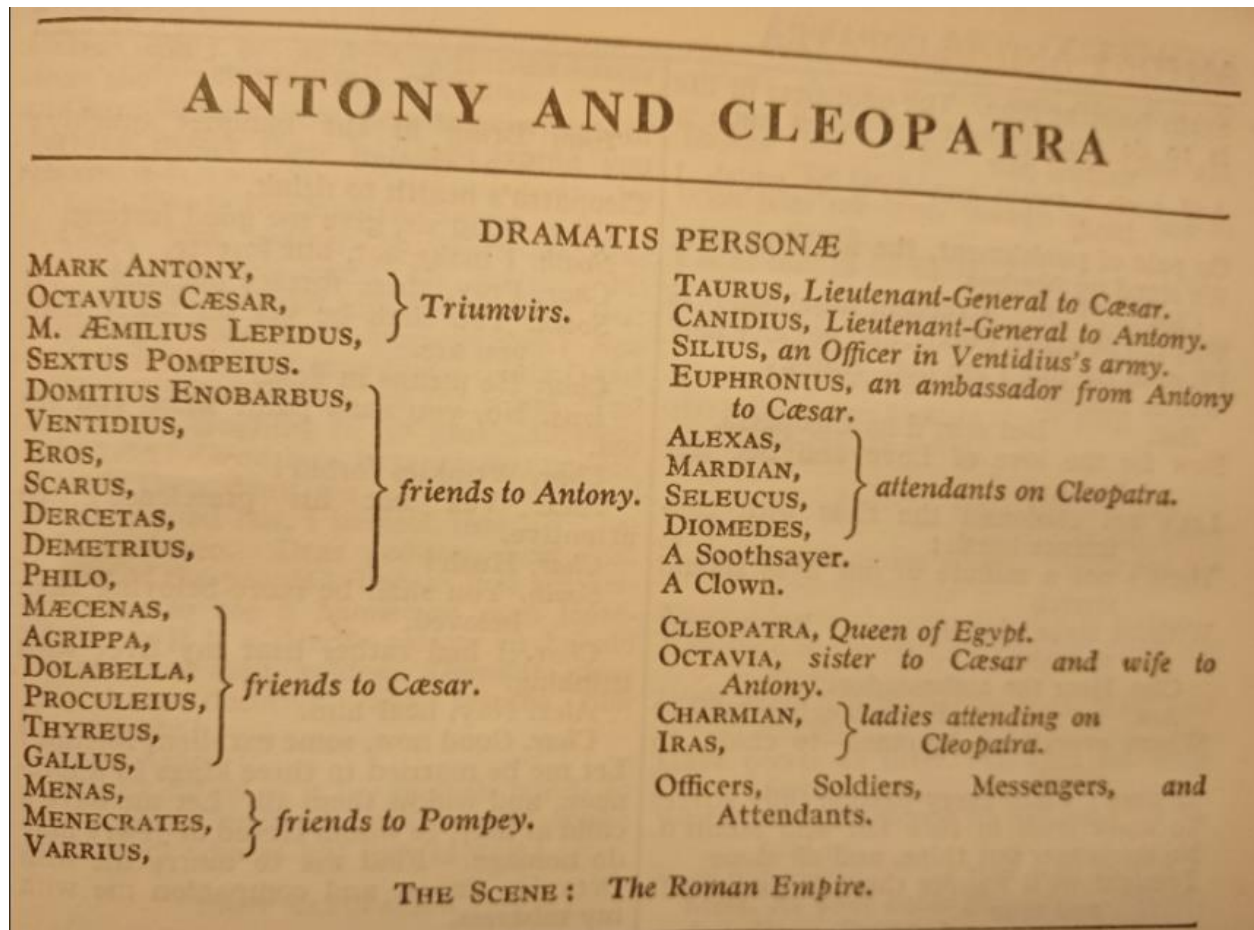 ANTONY AND CLEOPATRA
DRAMATIS PERSONÆ
MARK ANTONY,
OCTAVIUS CÆSAR,
M. ÆMILIUS LEPIDUS,
Triumvirs.
SEXTUS POMPEIUS.
DOMITIUS ENOBARBUS,
VENTIDIUS,
EROS,
SCARUS,
DERCETAS,
DEMETRIUS,
PHILO,
friends to Antony.
MÆCENAS,
AGRIPPA,
DOLABELLA,
PROCULEIUS,
THYREUS,
GALLUS,
friends to Cæsar.
MENAS,
MENECRATES,
VARRIUS,
friends to Pompey.
TAURUS, Lieutenant-General to Cæsar.
CANIDIUS, Lieutenant-General to Antony.
SILIUS, an Officer in Ventidius's army.
EUPHRONIUS, an ambassador from Antony
to Cæsar.
ALEXAS,
MARDIAN,
SELEUCUS,
DIOMEDES,
attendants on Cleopatra.
A Soothsayer.
A Clown.
CLEOPATRA, Queen of Egypt.
OCTAVIA, sister to Cæsar and wife to
Antony.
CHARMIAN,
IRAS,
ladies attending on
Cleopatra.
Officers, Soldiers, Messengers, and
Attendants.
THE SCENE: The Roman Empire.